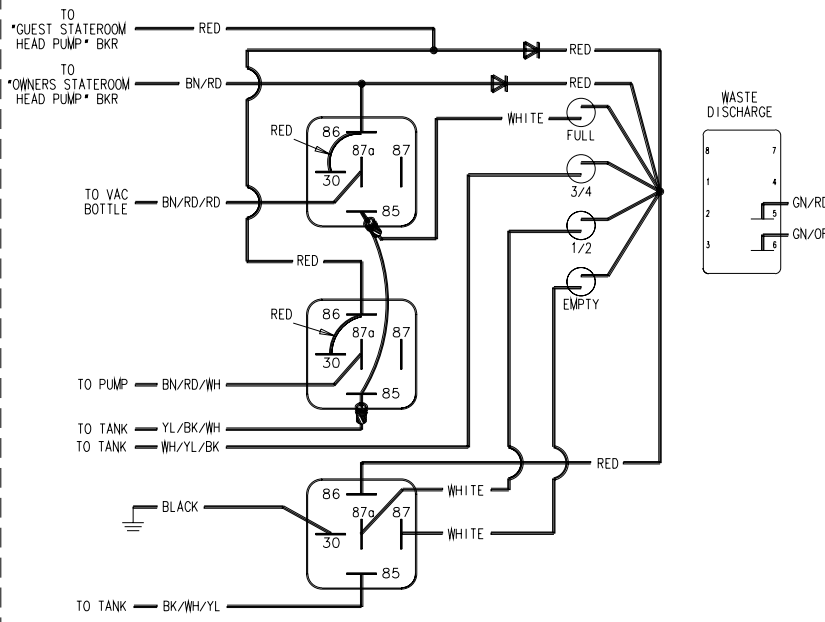 TO
"GUEST STATEROOM
HEAD PUMP" BKR
RED
RED
TO
"OWNERS STATEROOM
HEAD PUMP" BKR
BN/RD
RED
WASTE
DISCHARGE
WHITE
FULL
RED
86
87a
87
30
85
8
7
1
4
2
5
3
6
GN/RD
3/4
TO VAC
BOTTLE
BN/RD/RD
1/2
RED
EMPTY
RED
86
87a
87
30
85
TO PUMP
BN/RD/WH
TO TANK
YL/BK/WH
TO TANK
WH/YL/BK
RED
86
WHITE
87a
87
BLACK
30
WHITE
85
TO TANK
BK/WH/YL